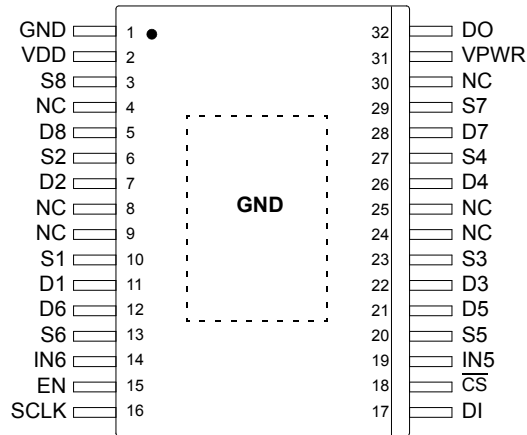 GND 1 32 DO
VDD 2 31 VPWR
S8 3 30 NC
NC 4 29 S7
D8 5 28 D7
S2 6 27 S4
D2 7 26 D4
NC 8 25 NC
NC 9 24 NC
S1 10 23 S3
D1 11 22 D3
D6 12 21 D5
S6 13 20 S5
IN6 14 19 IN5
EN 15 18 C̅S̅
SCLK 16 17 DI
GND